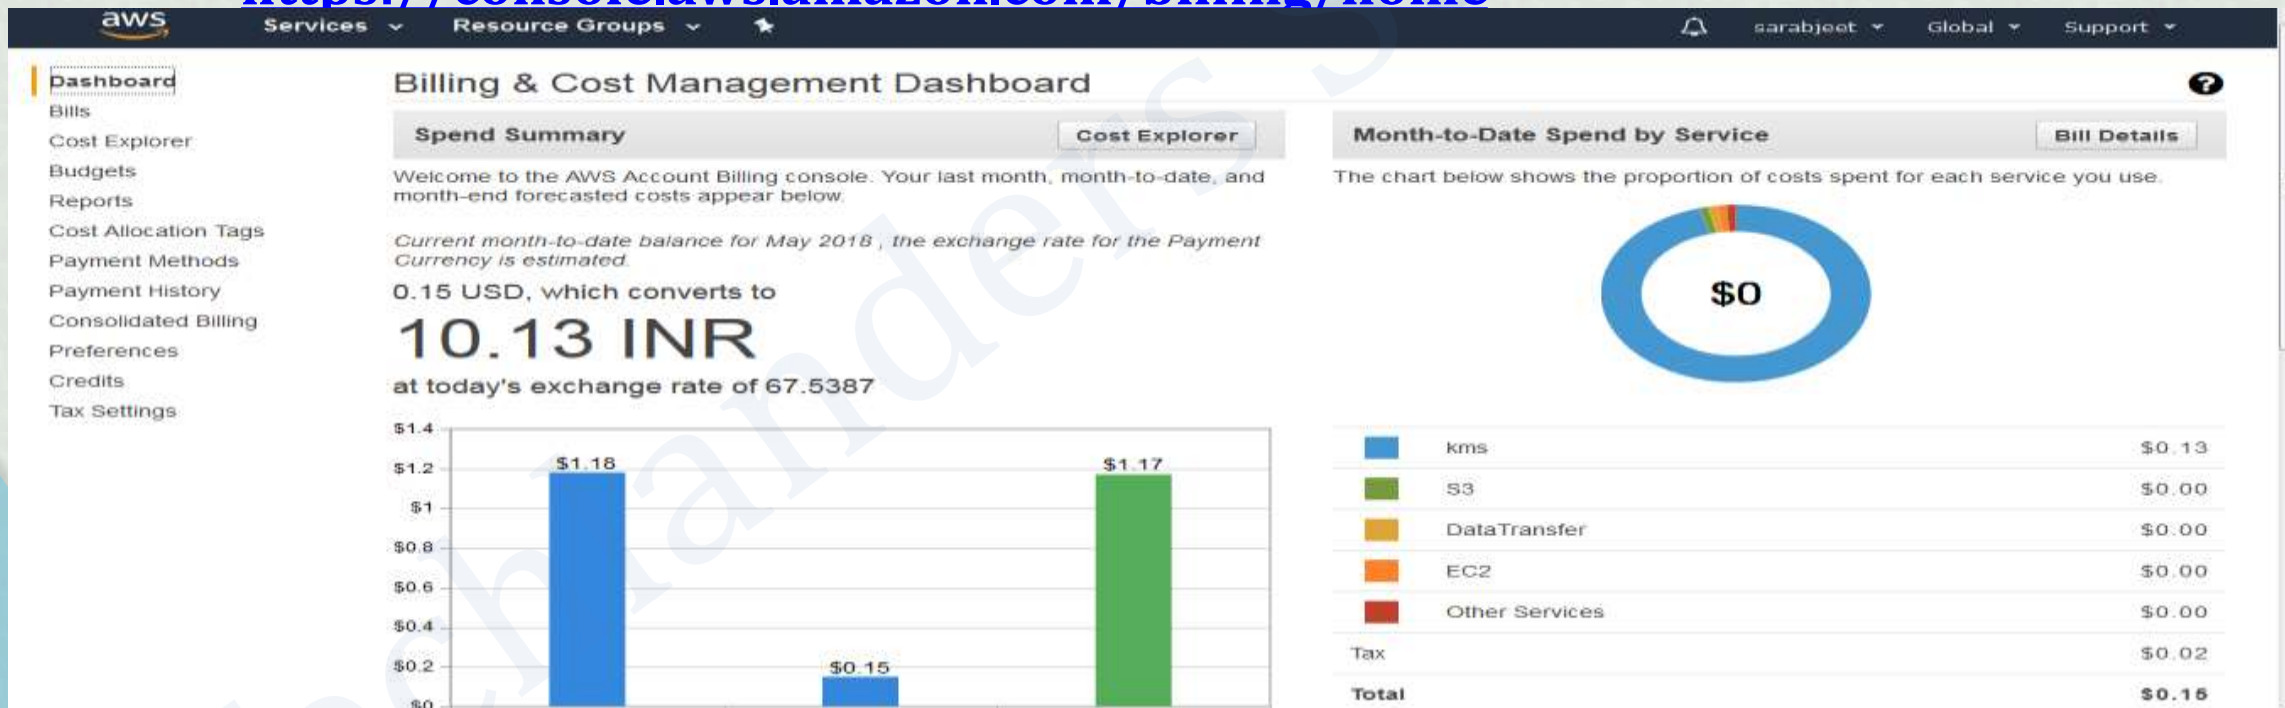 https://console.aws.amazon.com/billing/home
aws Services Resource Groups sarabjeet Global Support
Dashboard
Bills
Cost Explorer
Budgets
Reports
Cost Allocation Tags
Payment Methods
Payment History
Consolidated Billing
Preferences
Credits
Tax Settings
Billing & Cost Management Dashboard
?
Spend Summary
Cost Explorer
Welcome to the AWS Account Billing console. Your last month, month-to-date, and
month-end forecasted costs appear below.
Current month-to-date balance for May 2018 , the exchange rate for the Payment
Currency is estimated.
0.15 USD, which converts to
10.13 INR
at today's exchange rate of 67.5387
$1.4
$1.2
$1
$0.8
$0.6
$0.4
$0.2
$0
$1.18
$0.15
$1.17
Month-to-Date Spend by Service
Bill Details
The chart below shows the proportion of costs spent for each service you use.
$0
kms $0.13
S3 $0.00
DataTransfer $0.00
EC2 $0.00
Other Services $0.00
Tax $0.02
Total $0.15